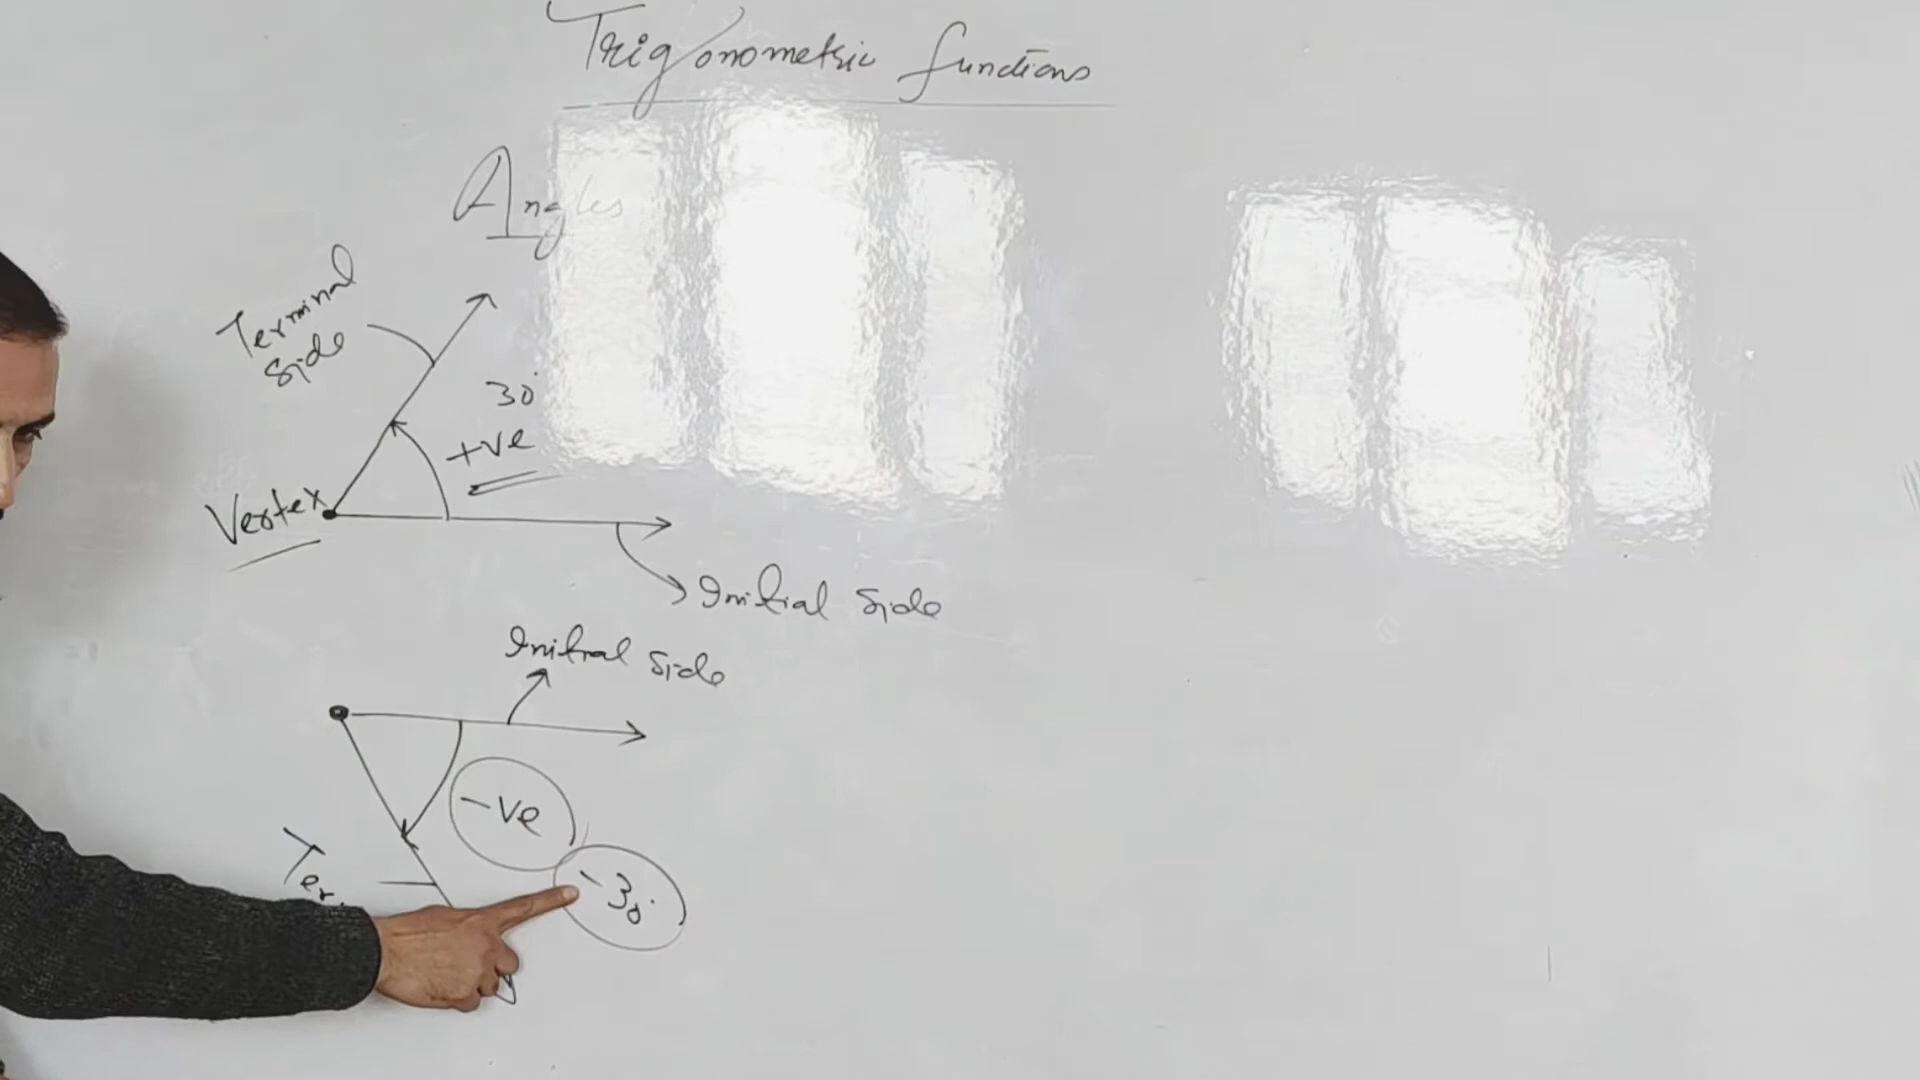 Trigonometric functions
Angles
Terminal
Side
30°
+ve
Vertex
Initial Side
Initial Side
-ve
Ter
-30°